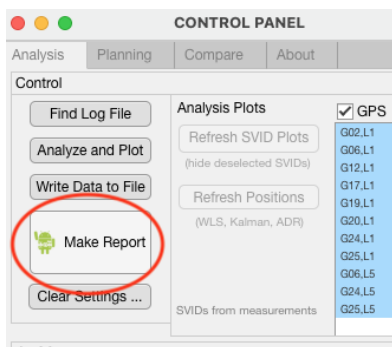 CONTROL PANEL
Analysis
Planning
Compare
About
Control
Find Log File
Analyze and Plot
Write Data to File
Make Report
Clear Settings ...
Analysis Plots
Refresh SVID Plots
(hide deselected SVIDs)
Refresh Positions
(WLS, Kalman, ADR)
SVIDs from measurements
GPS
G02,L1
G06,L1
G12,L1
G17,L1
G19,L1
G20,L1
G24,L1
G25,L1
G06,L5
G24,L5
G25,L5